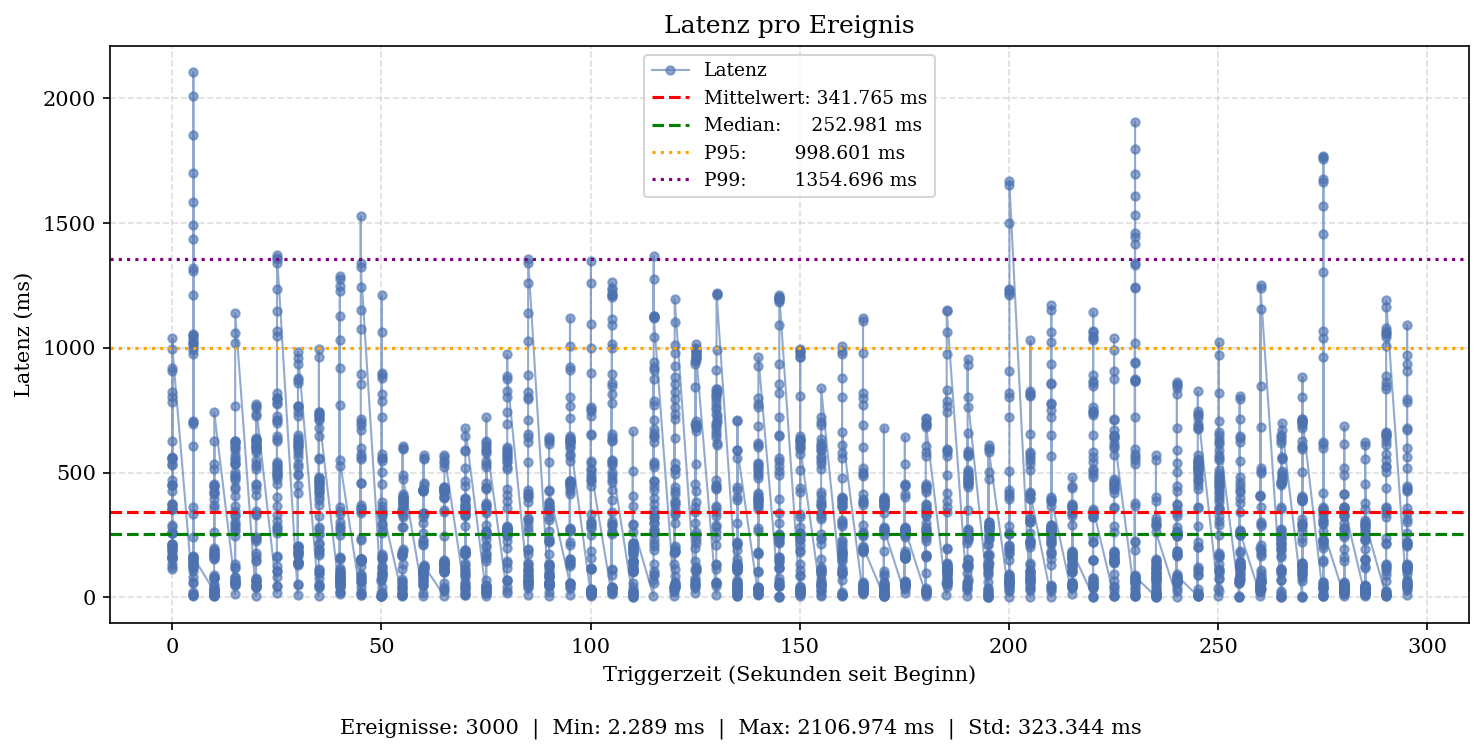 Latenz pro Ereignis
Latenz (ms)
2000
1500
1000
500
0
Latenz
Mittelwert: 341.765 ms
Median: 252.981 ms
P95: 998.601 ms
P99: 1354.696 ms
0 50 100 150 200 250 300
Triggerzeit (Sekunden seit Beginn)
Ereignisse: 3000 | Min: 2.289 ms | Max: 2106.974 ms | Std: 323.344 ms